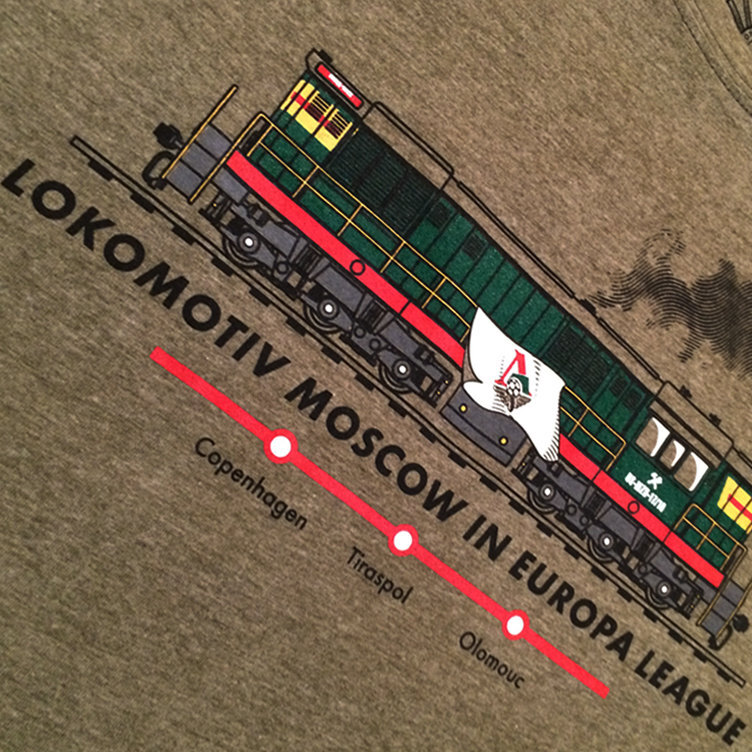 LOKOMOTIV MOSCOW IN EUROPA LEAGUE
Copenhagen
Tiraspol
Olomouc